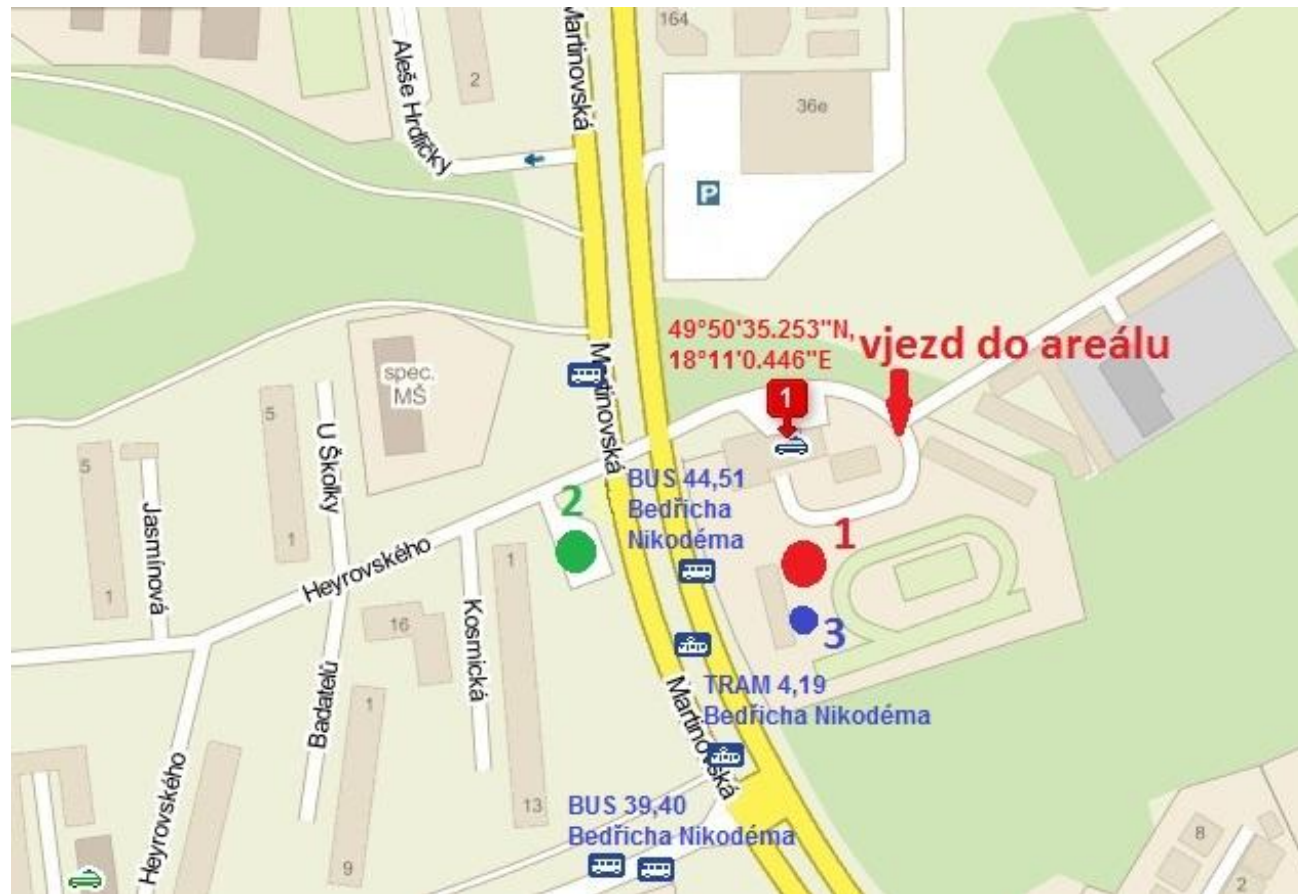 Martinovská
164
Aleše Hrdličky
2
36e
P
49°50'35.253"N,
18°11'0.446"E
vjezd do areálu
1
spec.
MŠ
Martinovská
5
U Školky
5
BUS 44,51
Bedřicha
Nikodéma
2
1
Jasmínová
1
1
Heyrovského
1
1
16
Kosmická
3
TRAM 4,19
Bedřicha Nikodéma
Martinovská
Badatelů
1
Heyrovského
13
BUS 39,40
Bedřicha Nikodéma
9
8
2